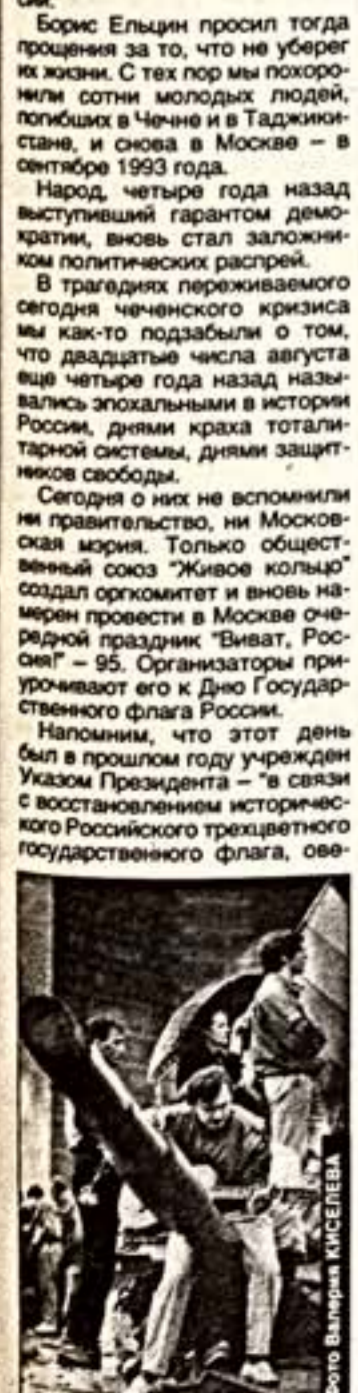 сии.
Борис Ельцин просил тогда
прощения за то, что не уберег
их жизни. С тех пор мы похоро-
нили сотни молодых людей,
погибших в Чечне и в Таджики-
стане, и снова в Москве – в
сентябре 1993 года.
Народ, четыре года назад
выступивший гарантом демо-
кратии, вновь стал заложни-
ком политических распрей.
В трагедиях переживаемого
сегодня чеченского кризиса
мы как-то подзабыли о том,
что двадцатые числа августа
еще четыре года назад назы-
вались эпохальными в истории
России, днями краха тотали-
тарной системы, днями защит-
ников свободы.
Сегодня о них не вспомнили
ни правительство, ни Москов-
ская мэрия. Только общест-
венный союз "Живое кольцо"
создал оргкомитет и вновь на-
мерен провести в Москве оче-
редной праздник "Виват, Рос-
сия!" – 95. Организаторы при-
урочивают его к Дню Государ-
ственного флага России.
Напомним, что этот день
был в прошлом году учрежден
Указом Президента – "в связи
с восстановлением историчес-
кого Российского трехцветного
государственного флага, ове-
Фото Валерия КИСЕЛЕВА